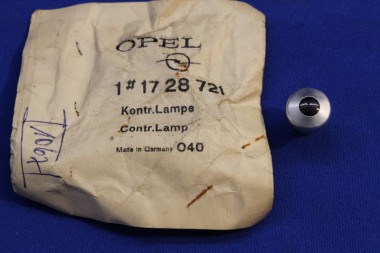 OPEL
1# 17 28 721
Kontr.Lampe
Contr.Lamp
Made in Germany 040